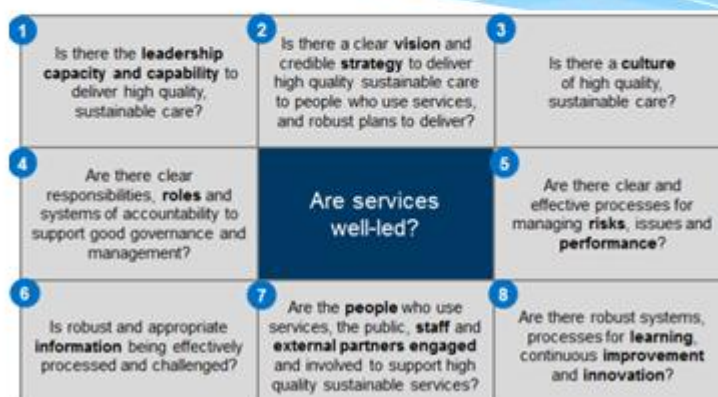 1
Is there the leadership
capacity and capability to
deliver high quality,
sustainable care?
2
Is there a clear vision and
credible strategy to deliver
high quality sustainable care
to people who use services,
and robust plans to deliver?
3
Is there a culture
of high quality,
sustainable care?
4
Are there clear
responsibilities, roles and
systems of accountability to
support good governance and
management?
Are services
well-led?
5
Are there clear and
effective processes for
managing risks, issues and
performance?
6
Is robust and appropriate
information being effectively
processed and challenged?
7
Are the people who use
services, the public, staff and
external partners engaged
and involved to support high
quality sustainable services?
8
Are there robust systems,
processes for learning,
continuous improvement
and innovation?